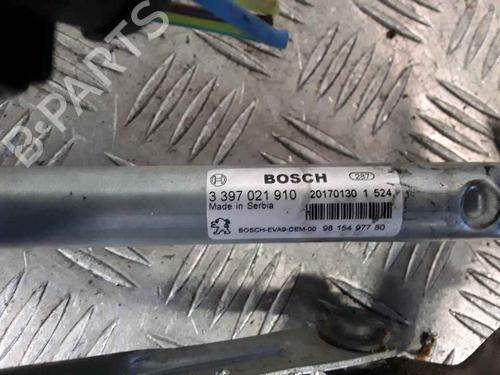 B-PARTS
BOSCH 287
3 397 021 910 20170130 1 524
Made in Serbia
BOSCH-EVA9-CEM-00 98 154 977 80